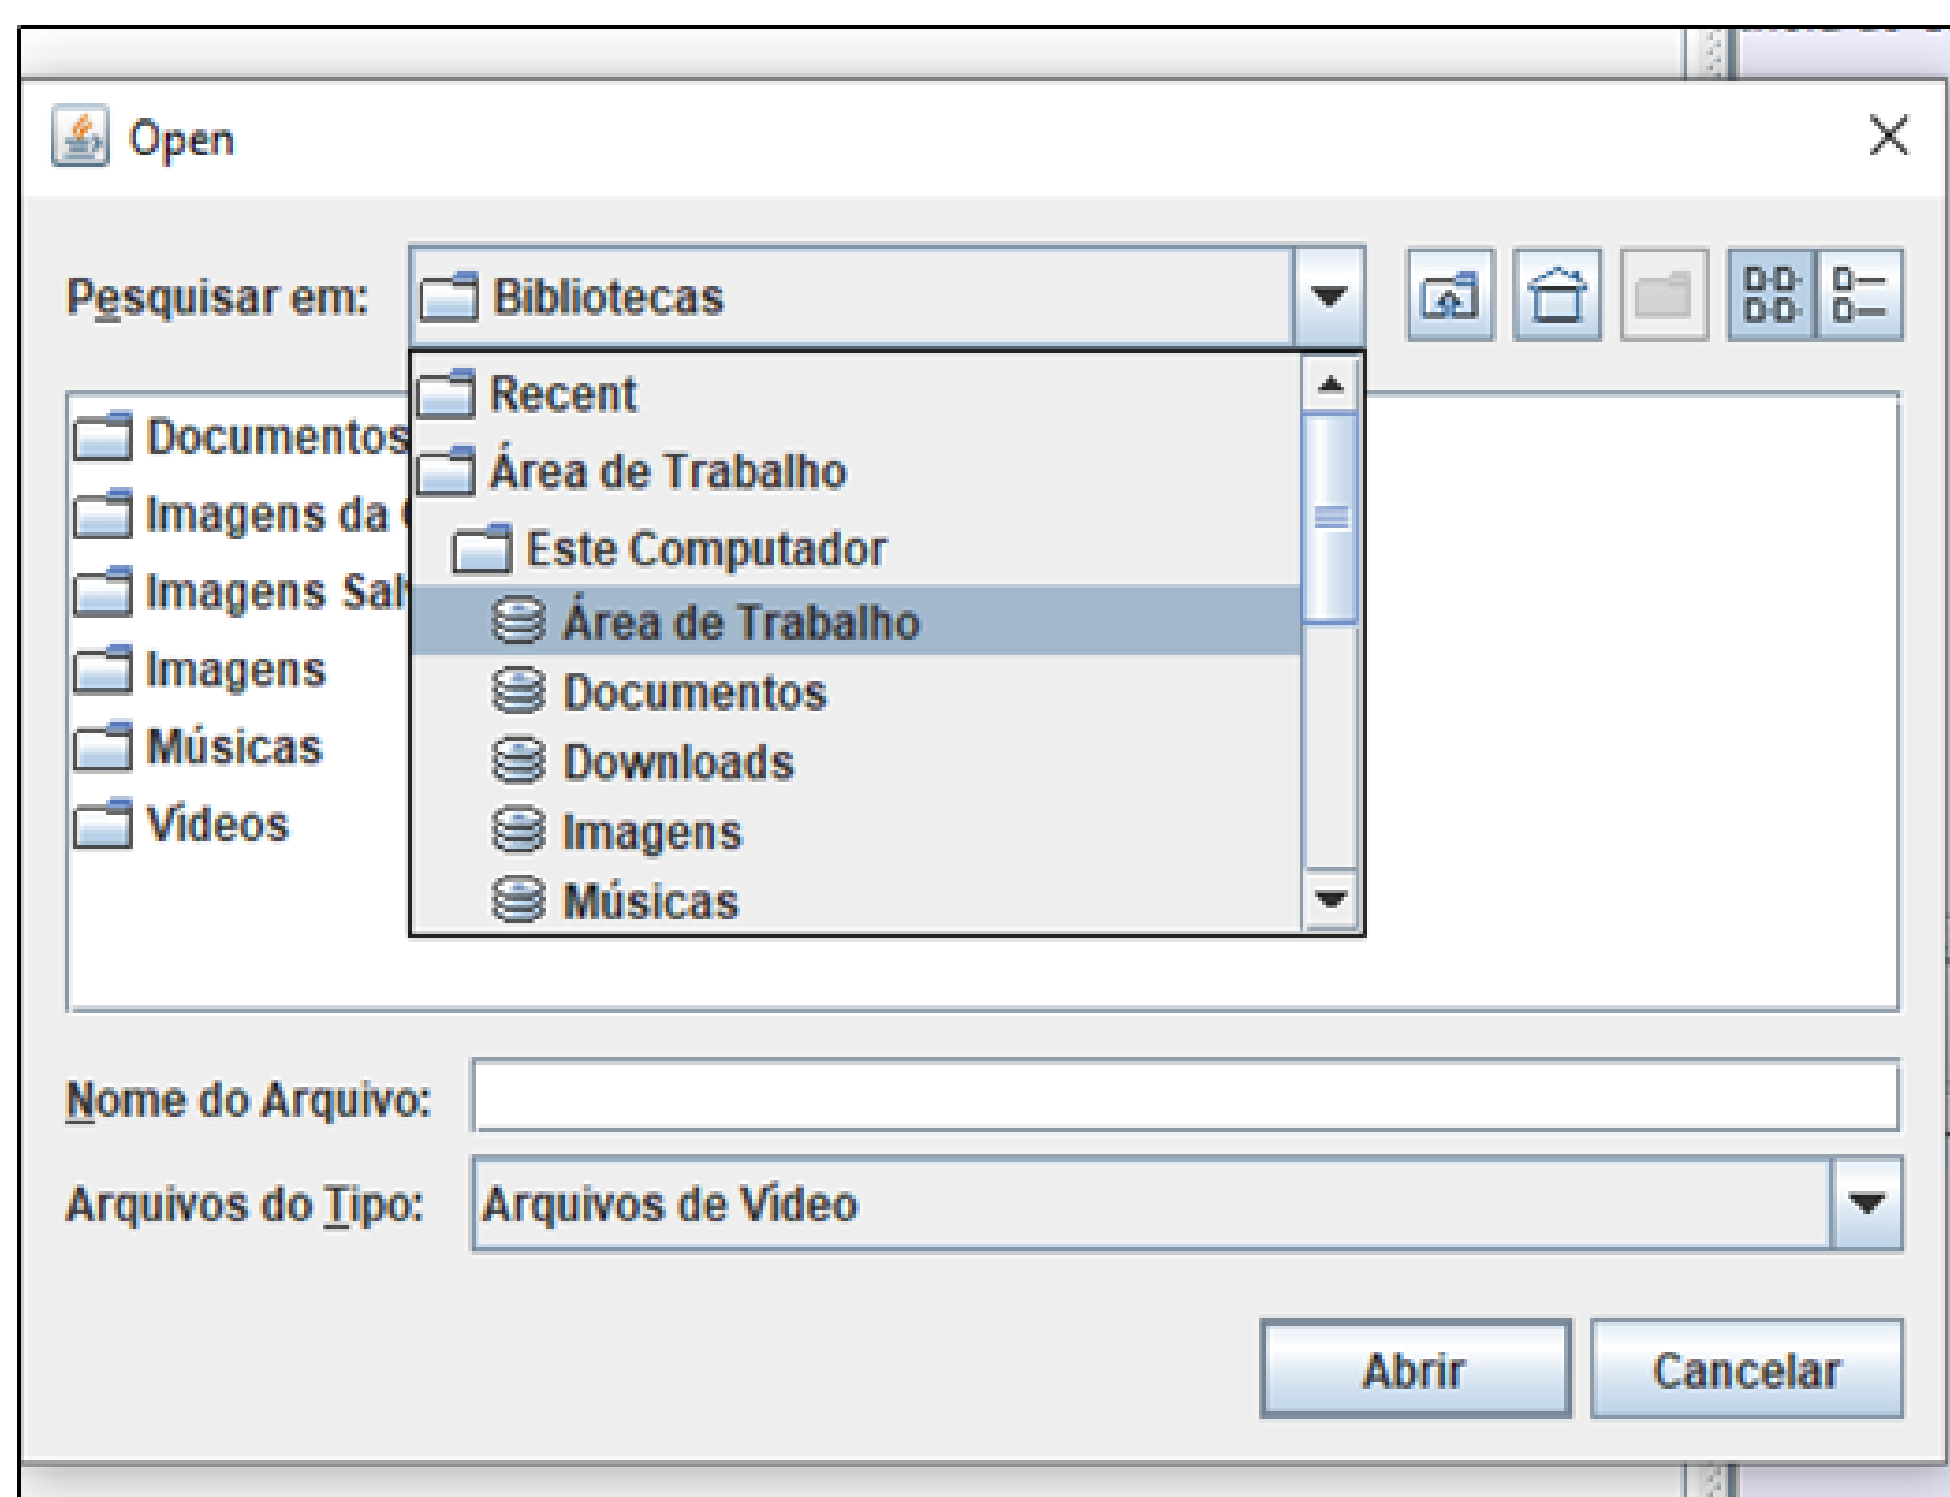 Open
Pesquisar em: Bibliotecas
Recent
Área de Trabalho
Este Computador
Área de Trabalho
Documentos
Downloads
Imagens
Músicas
Documentos
Imagens da
Imagens
Imagens
Músicas
Vídeos
Nome do Arquivo:
Arquivos do Tipo: Arquivos de Vídeo
Abrir Cancelar